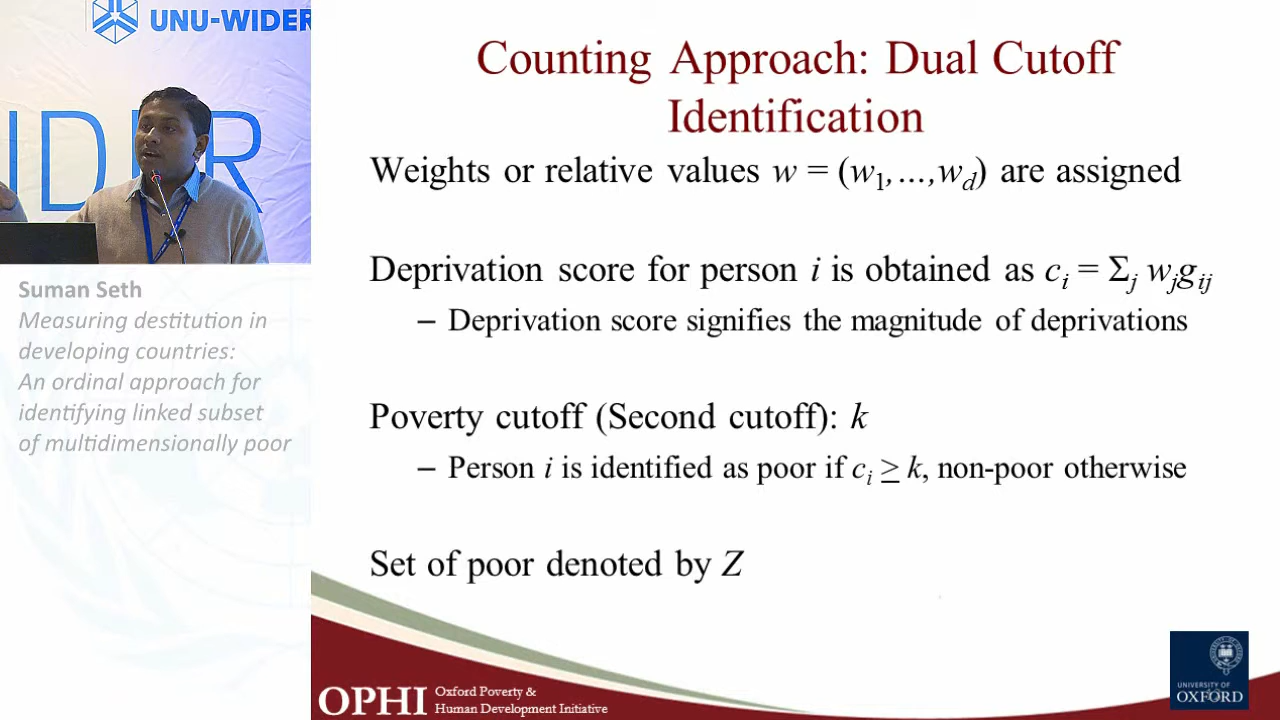 UNU-WIDER
IDER
Suman Seth
Measuring destitution in
developing countries:
An ordinal approach for
identifying linked subset
of multidimensionally poor
Counting Approach: Dual Cutoff
Identification
Weights or relative values w = (w1,...,wd) are assigned
Deprivation score for person i is obtained as ci = Σj wjgij
– Deprivation score signifies the magnitude of deprivations
Poverty cutoff (Second cutoff): k
– Person i is identified as poor if ci ≥ k, non-poor otherwise
Set of poor denoted by Z
OPHI
Oxford Poverty &
Human Development Initiative
UNIVERSITY OF
OXFORD